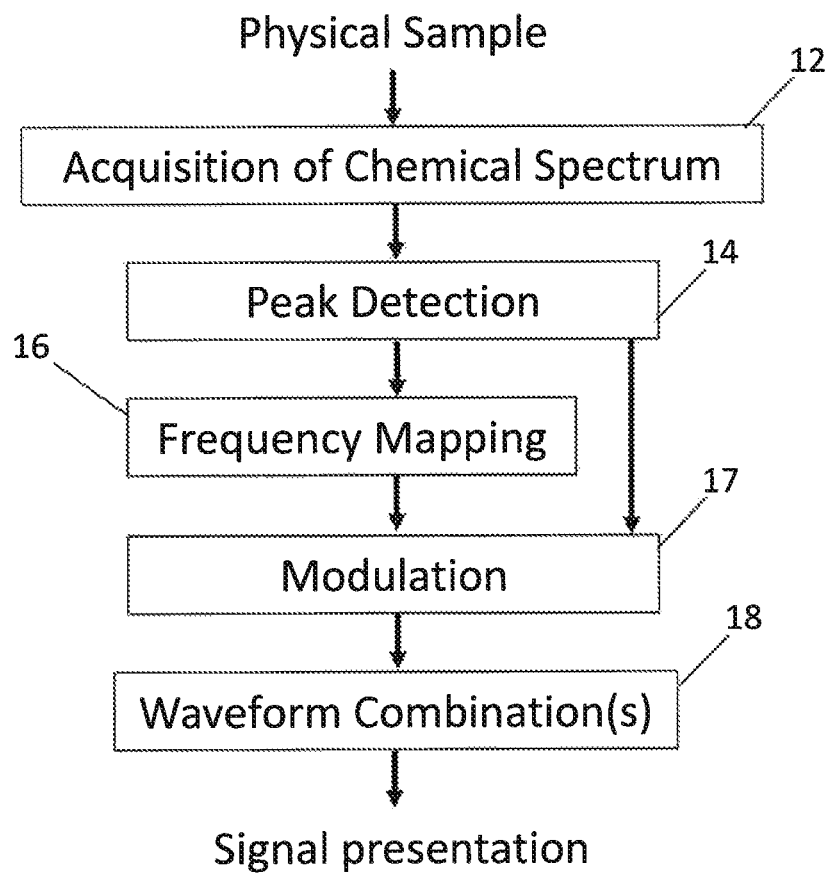 Physical Sample
12
Acquisition of Chemical Spectrum
14
Peak Detection
16
Frequency Mapping
17
Modulation
18
Waveform Combination(s)
Signal presentation